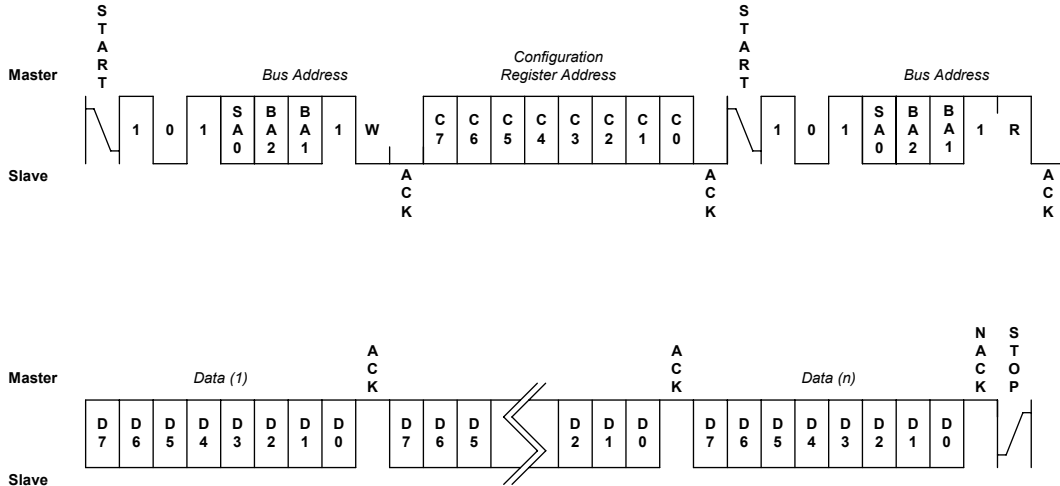 START
START
Configuration
Master
Bus Address
Register Address
Bus Address
1 0 1 SA0 BA2 BA1 1 W C7 C6 C5 C4 C3 C2 C1 C0 1 0 1 SA0 BA2 BA1 1 R
Slave
ACK
ACK
ACK
ACK
ACK
NACK
STOP
Master
Data (1)
Data (n)
D7 D6 D5 D4 D3 D2 D1 D0 D7 D6 D5 D2 D1 D0 D7 D6 D5 D4 D3 D2 D1 D0
Slave